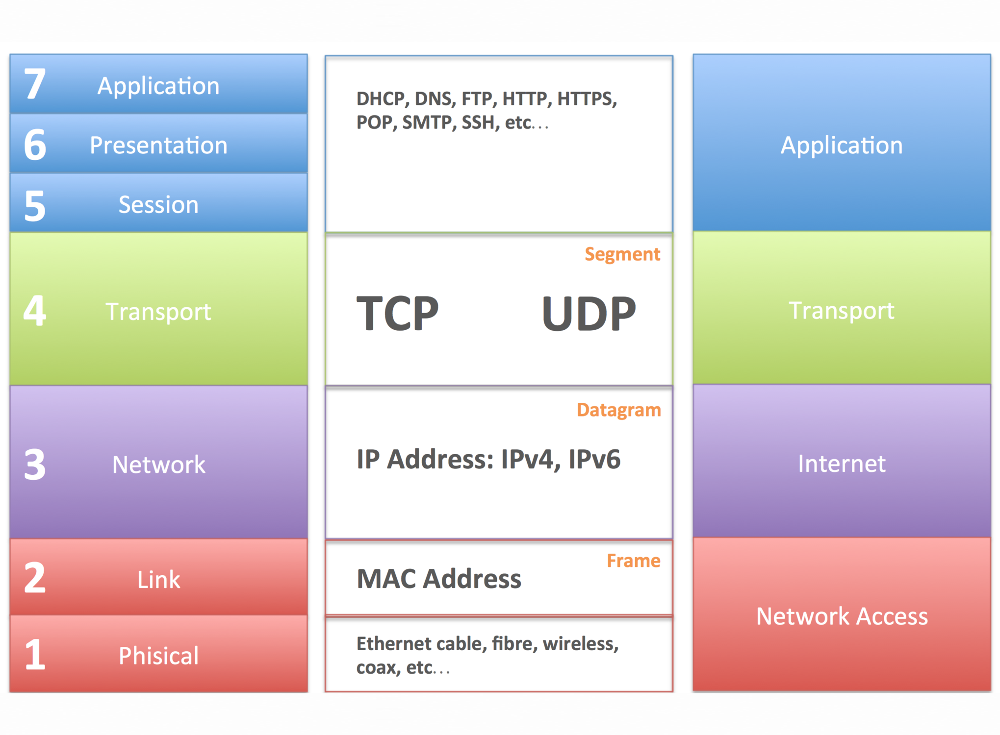 7 Application
6 Presentation
5 Session
4 Transport
3 Network
2 Link
1 Phisical
DHCP, DNS, FTP, HTTP, HTTPS,
POP, SMTP, SSH, etc…
Segment
TCP UDP
Datagram
IP Address: IPv4, IPv6
Frame
MAC Address
Ethernet cable, fibre, wireless,
coax, etc…
Application
Transport
Internet
Network Access